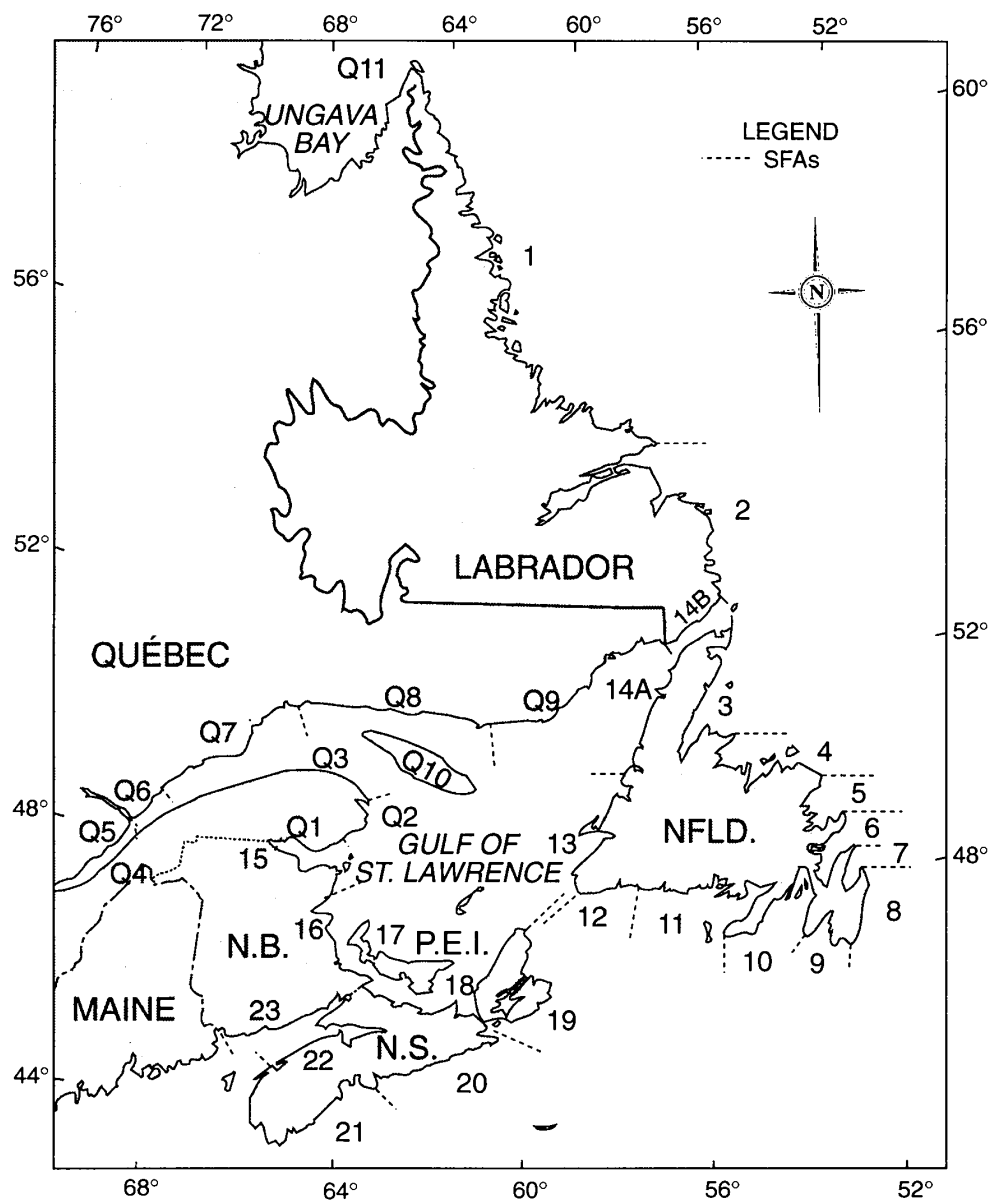 76° 72° 68° 64° 60° 56° 52°
Q11
60°
UNGAVA
BAY
LEGEND
SFAs
1
56°
N
56°
2
52°
LABRADOR
14B
52°
QUÉBEC
14A
Q8
Q9
3
Q7
Q3
4
Q10
Q6
5
48°
Q2
Q5
Q1
GULF OF
ST. LAWRENCE
NFLD.
6
13
7
48°
15
Q4
12
11
8
16
17
P.E.I.
N.B.
10
9
18
MAINE
23
19
N.S.
22
44°
20
21
68° 64° 60° 56° 52°